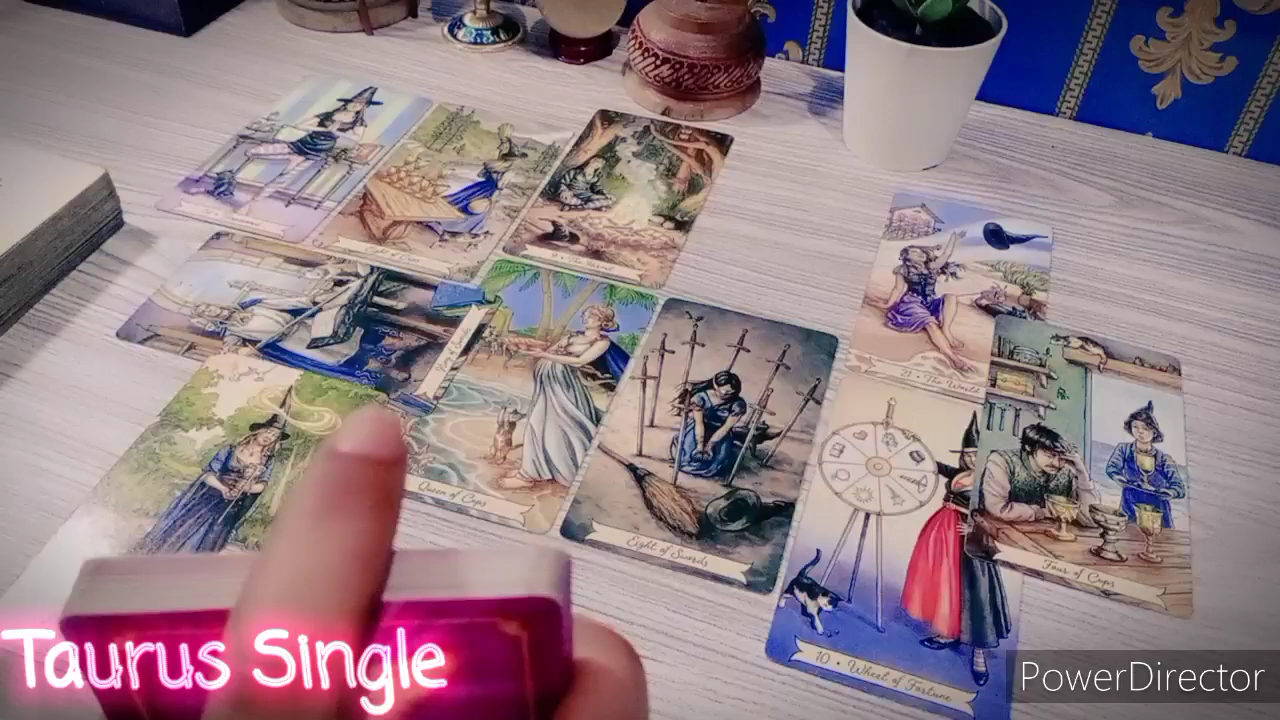 21 • The World
Queen of Cups
Eight of Swords
Four of Cups
10 • Wheel of Fortune
Taurus Single
PowerDirector